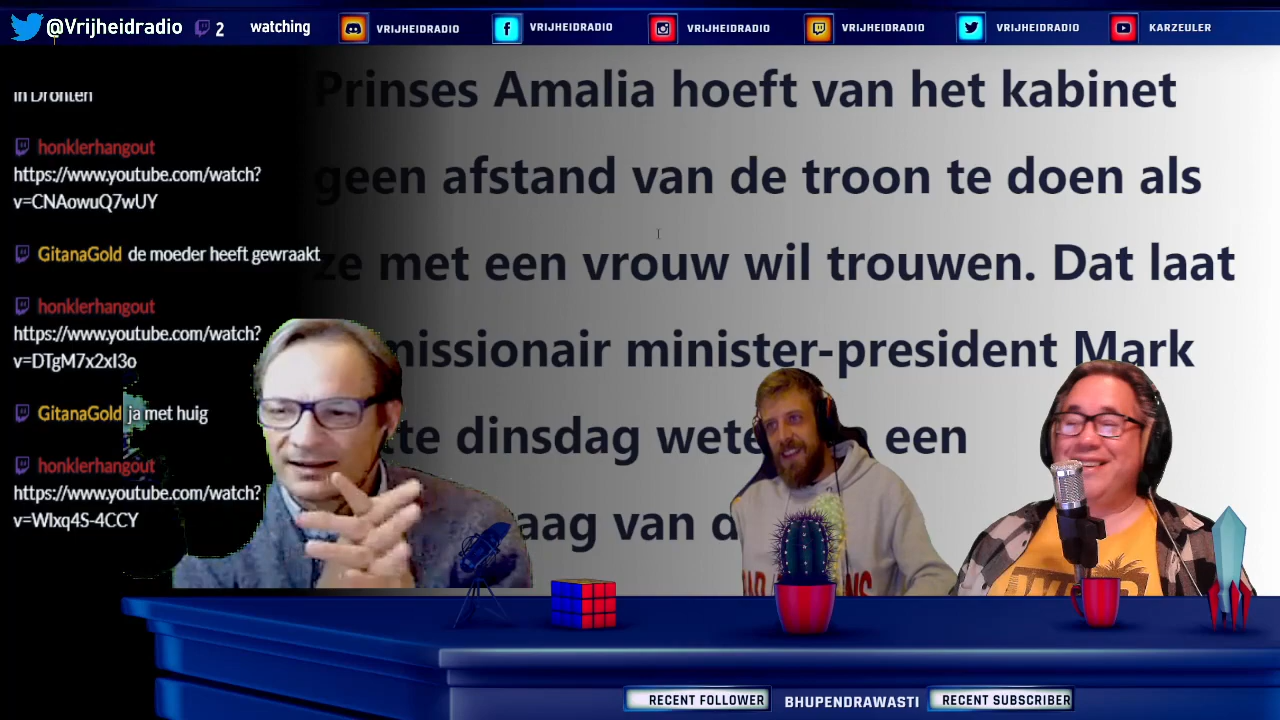 @Vrijheidradio 2 watching VRIJHEIDRADIO VRIJHEIDRADIO VRIJHEIDRADIO VRIJHEIDRADIO VRIJHEIDRADIO KARZEULER
in Dronten
honklerhangout
https://www.youtube.com/watch?
v=CNAowuQ7wUY
GitanaGold de moeder heeft gewraakt
honklerhangout
https://www.youtube.com/watch?
v=DTgM7x2xI3o
GitanaGold ja met huig
honklerhangout
https://www.youtube.com/watch?
v=WIxq4S-4CCY
Prinses Amalia hoeft van het kabinet
geen afstand van de troon te doen als
ze met een vrouw wil trouwen. Dat laat
missionair minister-president Mark
tte dinsdag wete een
aag van d
RECENT FOLLOWER BHUPENDRAWASTI RECENT SUBSCRIBER